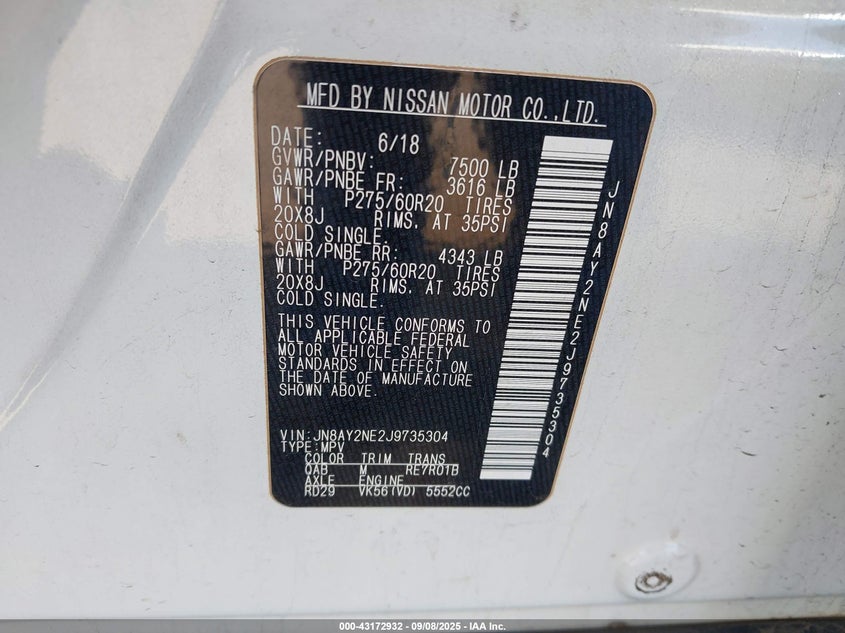 MFD BY NISSAN MOTOR CO.,LTD.
DATE: 6/18
GVWR/PNBV: 7500 LB
GAWR/PNBE FR: 3616 LB
WITH P275/60R20 TIRES
20X8J RIMS, AT 35PSI
COLD SINGLE.
GAWR/PNBE RR: 4343 LB
WITH P275/60R20 TIRES
20X8J RIMS, AT 35PSI
COLD SINGLE.
THIS VEHICLE CONFORMS TO
ALL APPLICABLE FEDERAL
MOTOR VEHICLE SAFETY
STANDARDS IN EFFECT ON
THE DATE OF MANUFACTURE
SHOWN ABOVE.
VIN:JN8AY2NE2J9735304
TYPE:MPV
COLOR TRIM TRANS
QAB M RE7R01B
AXLE ENGINE
RD29 VK56(VD) 5552CC
JN8AY2NE2J9735304
000-43172932 - 09/08/2025 - IAA Inc.